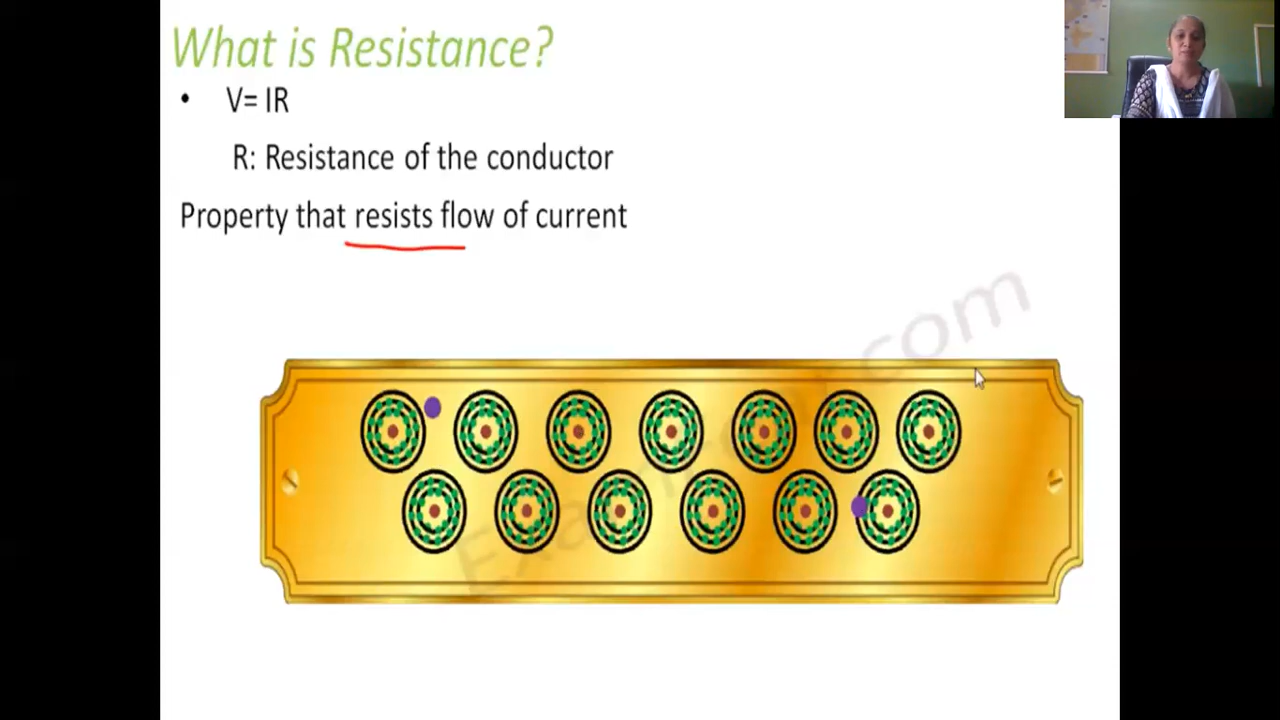 What is Resistance?
• V= IR
R: Resistance of the conductor
Property that resists flow of current